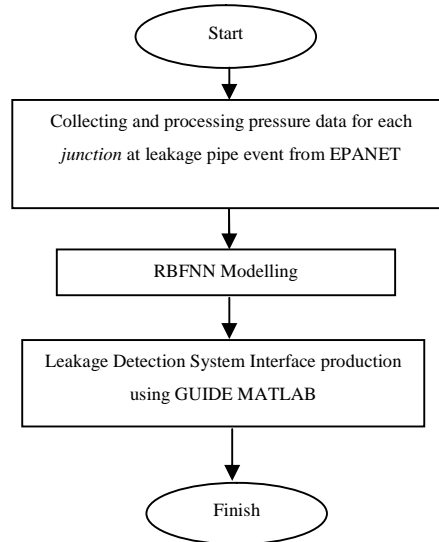 Start
Collecting and processing pressure data for each
junction at leakage pipe event from EPANET
RBFNN Modelling
Leakage Detection System Interface production
using GUIDE MATLAB
Finish